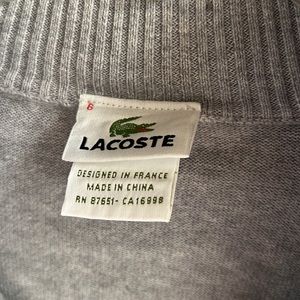 6
LACOSTE
DESIGNED IN FRANCE
MADE IN CHINA
RN 87651- CA16998